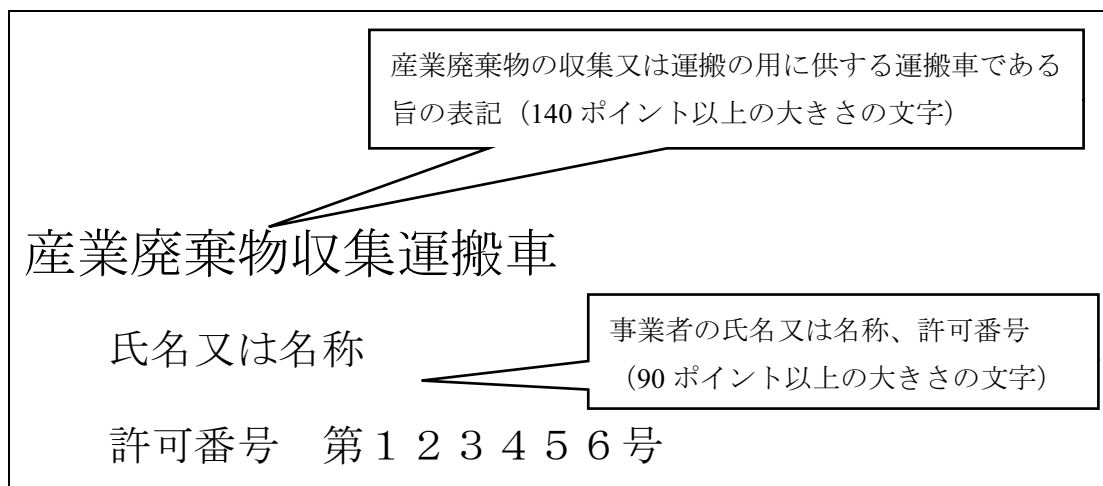 産業廃棄物の収集又は運搬の用に供する運搬車である
旨の表記（140 ポイント以上の大きさの文字）
産業廃棄物収集運搬車
氏名又は名称
事業者の氏名又は名称、許可番号
（90 ポイント以上の大きさの文字）
許可番号　第１２３４５６号